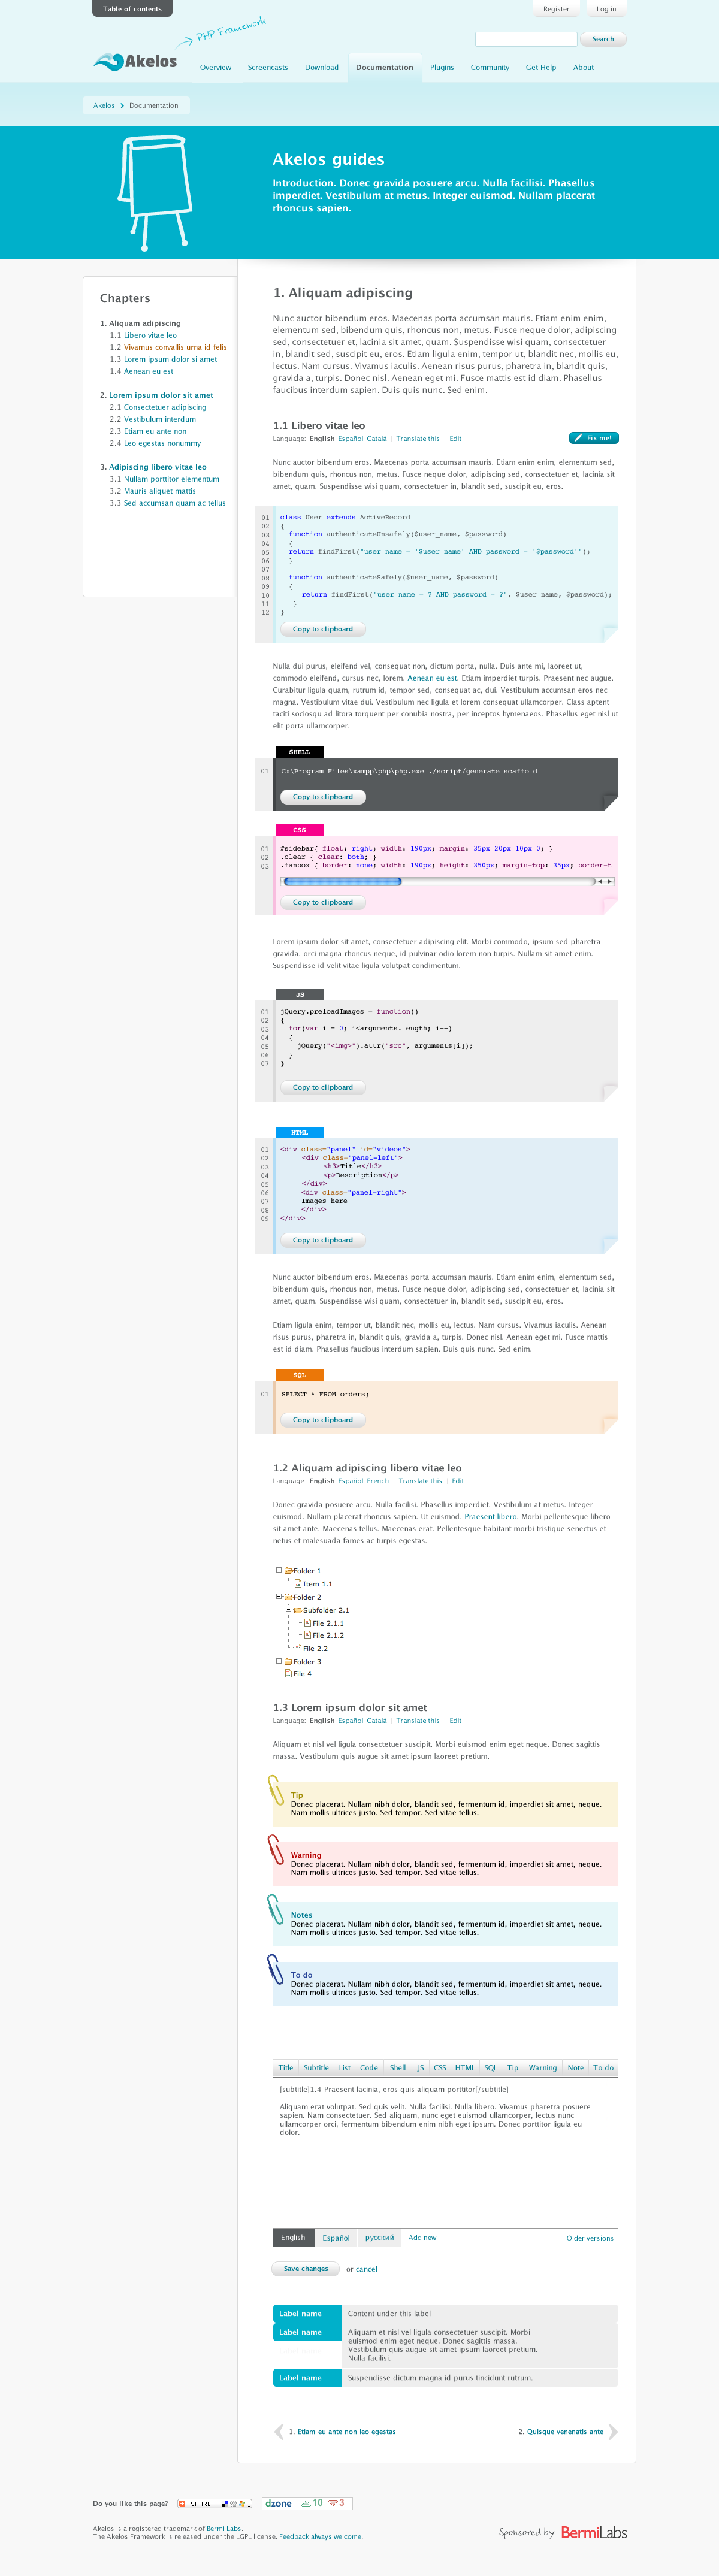 Table of contents
Register
Log in
PHP Framework
Search
Akelos
Overview
Screencasts
Download
Documentation
Plugins
Community
Get Help
About
Akelos
Documentation
Akelos guides
Introduction. Donec gravida posuere arcu. Nulla facilisi. Phasellus
imperdiet. Vestibulum at metus. Integer euismod. Nullam placerat
rhoncus sapien.
Chapters
1. Aliquam adipiscing
1.1 Libero vitae leo
1.2 Vivamus convallis urna id felis
1.3 Lorem ipsum dolor si amet
1.4 Aenean eu est
2. Lorem ipsum dolor sit amet
2.1 Consectetuer adipiscing
2.2 Vestibulum interdum
2.3 Etiam eu ante non
2.4 Leo egestas nonummy
3. Adipiscing libero vitae leo
3.1 Nullam porttitor elementum
3.2 Mauris aliquet mattis
3.3 Sed accumsan quam ac tellus
1. Aliquam adipiscing
Nunc auctor bibendum eros. Maecenas porta accumsan mauris. Etiam enim enim,
elementum sed, bibendum quis, rhoncus non, metus. Fusce neque dolor, adipiscing
sed, consectetuer et, lacinia sit amet, quam. Suspendisse wisi quam, consectetuer
in, blandit sed, suscipit eu, eros. Etiam ligula enim, tempor ut, blandit nec, mollis eu,
lectus. Nam cursus. Vivamus iaculis. Aenean risus purus, pharetra in, blandit quis,
gravida a, turpis. Donec nisl. Aenean eget mi. Fusce mattis est id diam. Phasellus
faucibus interdum sapien. Duis quis nunc. Sed enim.
1.1 Libero vitae leo
Language: English Español Català | Translate this | Edit
Fix me!
Nunc auctor bibendum eros. Maecenas porta accumsan mauris. Etiam enim enim, elementum sed,
bibendum quis, rhoncus non, metus. Fusce neque dolor, adipiscing sed, consectetuer et, lacinia sit
amet, quam. Suspendisse wisi quam, consectetuer in, blandit sed, suscipit eu, eros.
01 class User extends ActiveRecord
02 {
03 function authenticateUnsafely($user_name, $password)
04 {
05 return findFirst("user_name = '$user_name' AND password = '$password'");
06 }
07
08 function authenticateSafely($user_name, $password)
09 {
10 return findFirst("user_name = ? AND password = ?", $user_name, $password);
11 }
12 }
Copy to clipboard
Nulla dui purus, eleifend vel, consequat non, dictum porta, nulla. Duis ante mi, laoreet ut,
commodo eleifend, cursus nec, lorem. Aenean eu est. Etiam imperdiet turpis. Praesent nec augue.
Curabitur ligula quam, rutrum id, tempor sed, consequat ac, dui. Vestibulum accumsan eros nec
magna. Vestibulum vitae dui. Vestibulum nec ligula et lorem consequat ullamcorper. Class aptent
taciti sociosqu ad litora torquent per conubia nostra, per inceptos hymenaeos. Phasellus eget nisl ut
elit porta ullamcorper.
SHELL
01 C:\Program Files\xampp\php\php.exe ./script/generate scaffold
Copy to clipboard
CSS
01 #sidebar{ float: right; width: 190px; margin: 35px 20px 10px 0; }
02 .clear { clear: both; }
03 .fanbox { border: none; width: 190px; height: 350px; margin-top: 35px; border-t
Copy to clipboard
Lorem ipsum dolor sit amet, consectetuer adipiscing elit. Morbi commodo, ipsum sed pharetra
gravida, orci magna rhoncus neque, id pulvinar odio lorem non turpis. Nullam sit amet enim.
Suspendisse id velit vitae ligula volutpat condimentum.
JS
01 jQuery.preloadImages = function()
02 {
03 for(var i = 0; i<arguments.length; i++)
04 {
05 jQuery("<img>").attr("src", arguments[i]);
06 }
07 }
Copy to clipboard
HTML
01 <div class="panel" id="videos">
02 <div class="panel-left">
03 <h3>Title</h3>
04 <p>Description</p>
05 </div>
06 <div class="panel-right">
07 Images here
08 </div>
09 </div>
Copy to clipboard
Nunc auctor bibendum eros. Maecenas porta accumsan mauris. Etiam enim enim, elementum sed,
bibendum quis, rhoncus non, metus. Fusce neque dolor, adipiscing sed, consectetuer et, lacinia sit
amet, quam. Suspendisse wisi quam, consectetuer in, blandit sed, suscipit eu, eros.
Etiam ligula enim, tempor ut, blandit nec, mollis eu, lectus. Nam cursus. Vivamus iaculis. Aenean
risus purus, pharetra in, blandit quis, gravida a, turpis. Donec nisl. Aenean eget mi. Fusce mattis
est id diam. Phasellus faucibus interdum sapien. Duis quis nunc. Sed enim.
SQL
01 SELECT * FROM orders;
Copy to clipboard
1.2 Aliquam adipiscing libero vitae leo
Language: English Español French | Translate this | Edit
Donec gravida posuere arcu. Nulla facilisi. Phasellus imperdiet. Vestibulum at metus. Integer
euismod. Nullam placerat rhoncus sapien. Ut euismod. Praesent libero. Morbi pellentesque libero
sit amet ante. Maecenas tellus. Maecenas erat. Pellentesque habitant morbi tristique senectus et
netus et malesuada fames ac turpis egestas.
Folder 1
Item 1.1
Folder 2
Subfolder 2.1
File 2.1.1
File 2.1.2
File 2.2
Folder 3
File 4
1.3 Lorem ipsum dolor sit amet
Language: English Español Català | Translate this | Edit
Aliquam et nisl vel ligula consectetuer suscipit. Morbi euismod enim eget neque. Donec sagittis
massa. Vestibulum quis augue sit amet ipsum laoreet pretium.
Tip
Donec placerat. Nullam nibh dolor, blandit sed, fermentum id, imperdiet sit amet, neque.
Nam mollis ultrices justo. Sed tempor. Sed vitae tellus.
Warning
Donec placerat. Nullam nibh dolor, blandit sed, fermentum id, imperdiet sit amet, neque.
Nam mollis ultrices justo. Sed tempor. Sed vitae tellus.
Notes
Donec placerat. Nullam nibh dolor, blandit sed, fermentum id, imperdiet sit amet, neque.
Nam mollis ultrices justo. Sed tempor. Sed vitae tellus.
To do
Donec placerat. Nullam nibh dolor, blandit sed, fermentum id, imperdiet sit amet, neque.
Nam mollis ultrices justo. Sed tempor. Sed vitae tellus.
Title Subtitle List Code Shell JS CSS HTML SQL Tip Warning Note To do
[subtitle]1.4 Praesent lacinia, eros quis aliquam porttitor[/subtitle]
Aliquam erat volutpat. Sed quis velit. Nulla facilisi. Nulla libero. Vivamus pharetra posuere
sapien. Nam consectetuer. Sed aliquam, nunc eget euismod ullamcorper, lectus nunc
ullamcorper orci, fermentum bibendum enim nibh eget ipsum. Donec porttitor ligula eu
dolor.
English Español русский Add new
Older versions
Save changes or cancel
Label name Content under this label
Label name Aliquam et nisl vel ligula consectetuer suscipit. Morbi
euismod enim eget neque. Donec sagittis massa.
Vestibulum quis augue sit amet ipsum laoreet pretium.
Nulla facilisi.
Label name Suspendisse dictum magna id purus tincidunt rutrum.
1. Etiam eu ante non leo egestas
2. Quisque venenatis ante
Do you like this page?
SHARE
dzone 10 3
Akelos is a registered trademark of Bermi Labs.
The Akelos Framework is released under the LGPL license. Feedback always welcome.
Sponsored by BermiLabs